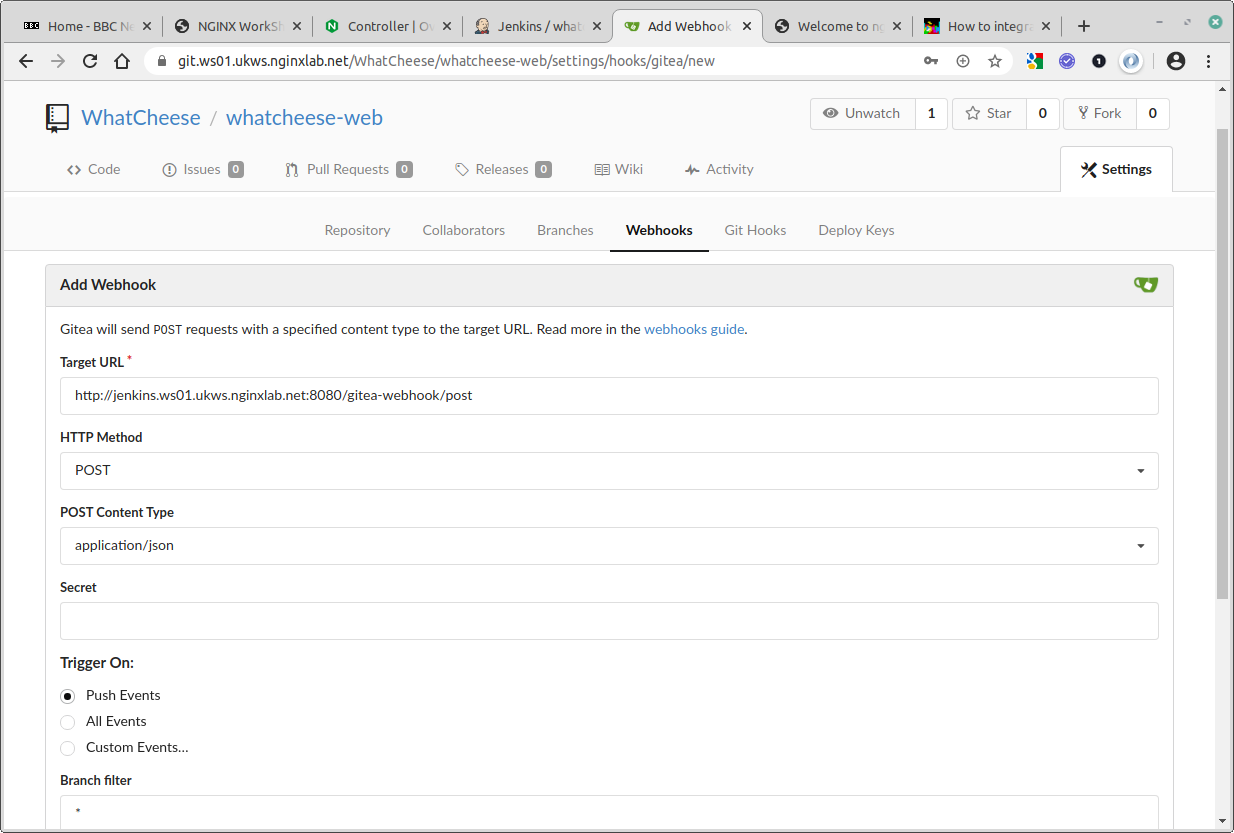 BBC Home - BBC Ne NGINX WorkSh Controller | Ov Jenkins / what Add Webhook Welcome to ng How to integra
git.ws01.ukws.nginxlab.net/WhatCheese/whatcheese-web/settings/hooks/gitea/new
WhatCheese / whatcheese-web Unwatch 1 Star 0 Fork 0
Code Issues 0 Pull Requests 0 Releases 0 Wiki Activity Settings
Repository Collaborators Branches Webhooks Git Hooks Deploy Keys
Add Webhook
Gitea will send POST requests with a specified content type to the target URL. Read more in the webhooks guide.
Target URL *
http://jenkins.ws01.ukws.nginxlab.net:8080/gitea-webhook/post
HTTP Method
POST
POST Content Type
application/json
Secret
Trigger On:
Push Events
All Events
Custom Events...
Branch filter
*